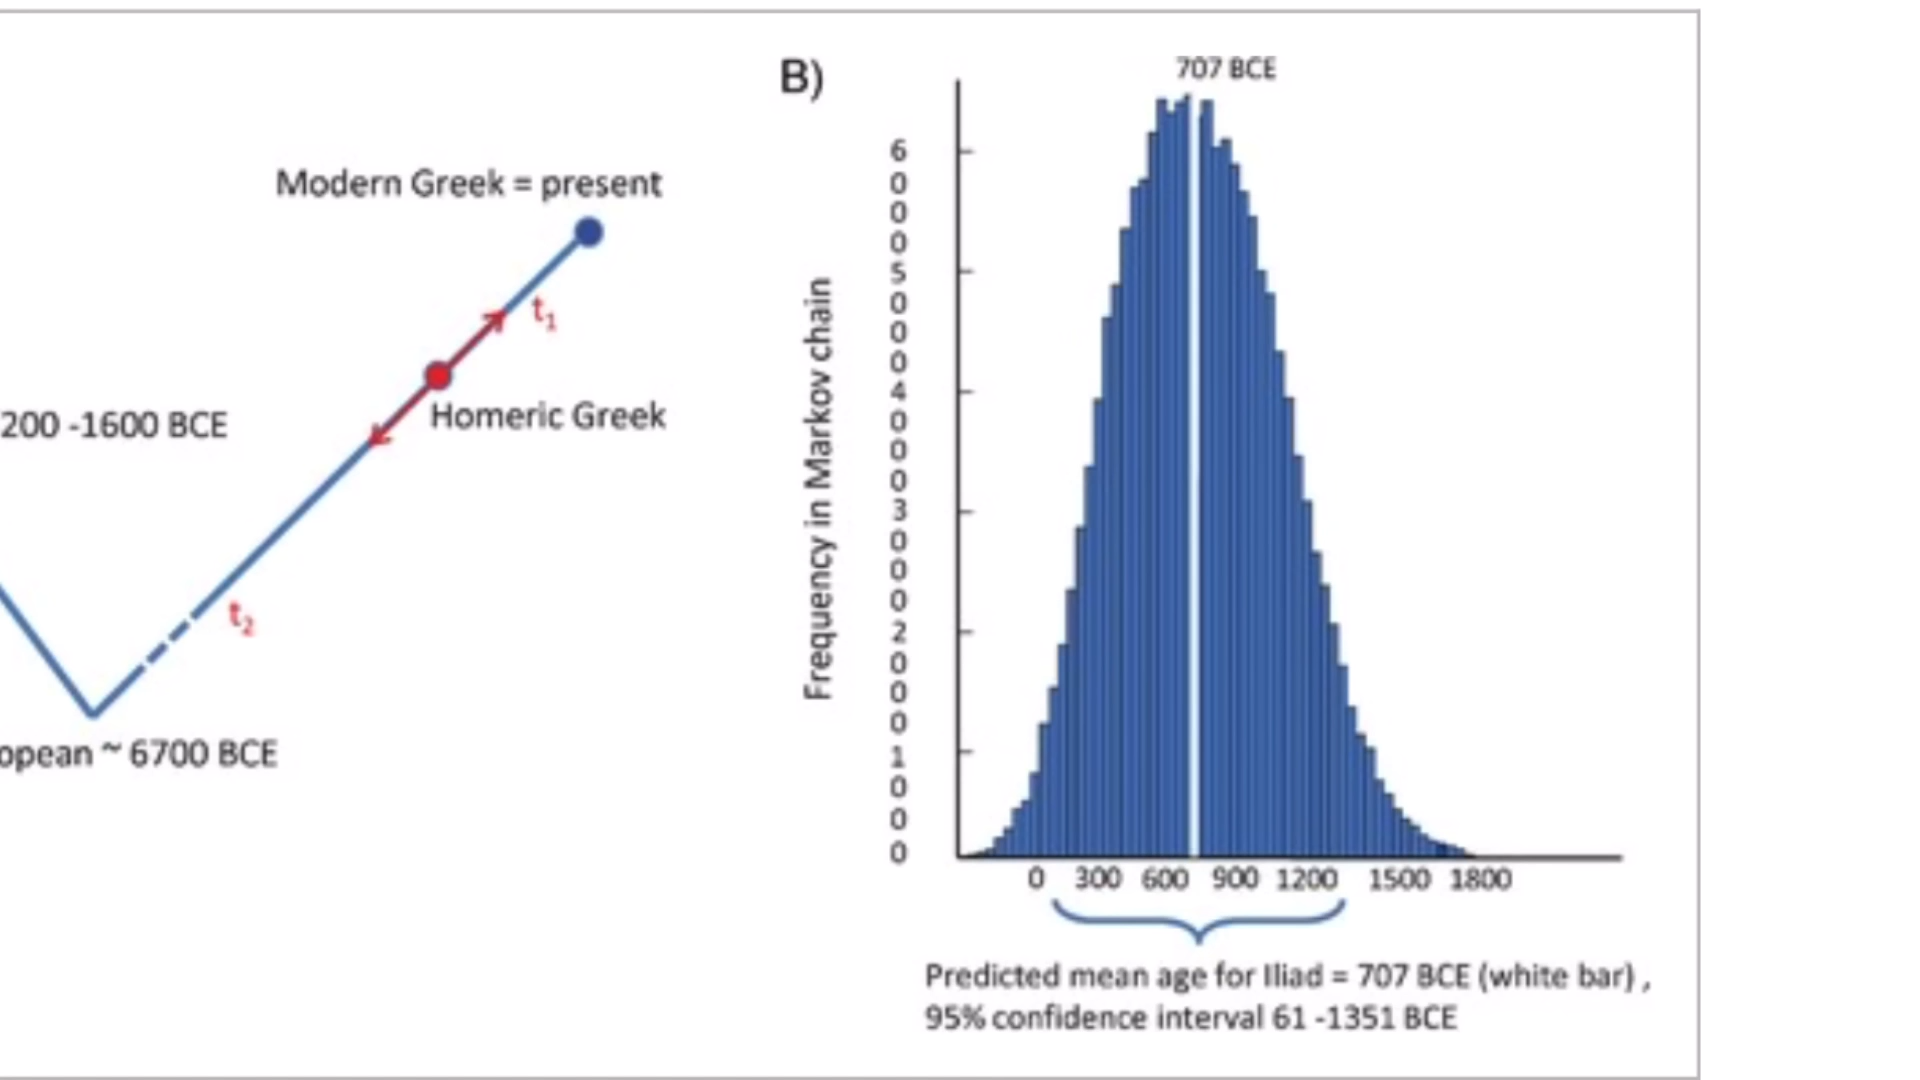 Modern Greek = present
t1
Homeric Greek
200 -1600 BCE
t2
opean ~ 6700 BCE
B)
707 BCE
Frequency in Markov chain
6
0
0
0
5
0
0
0
4
0
0
0
3
0
0
0
2
0
0
0
1
0
0
0
0 300 600 900 1200 1500 1800
Predicted mean age for Iliad = 707 BCE (white bar) ,
95% confidence interval 61 -1351 BCE